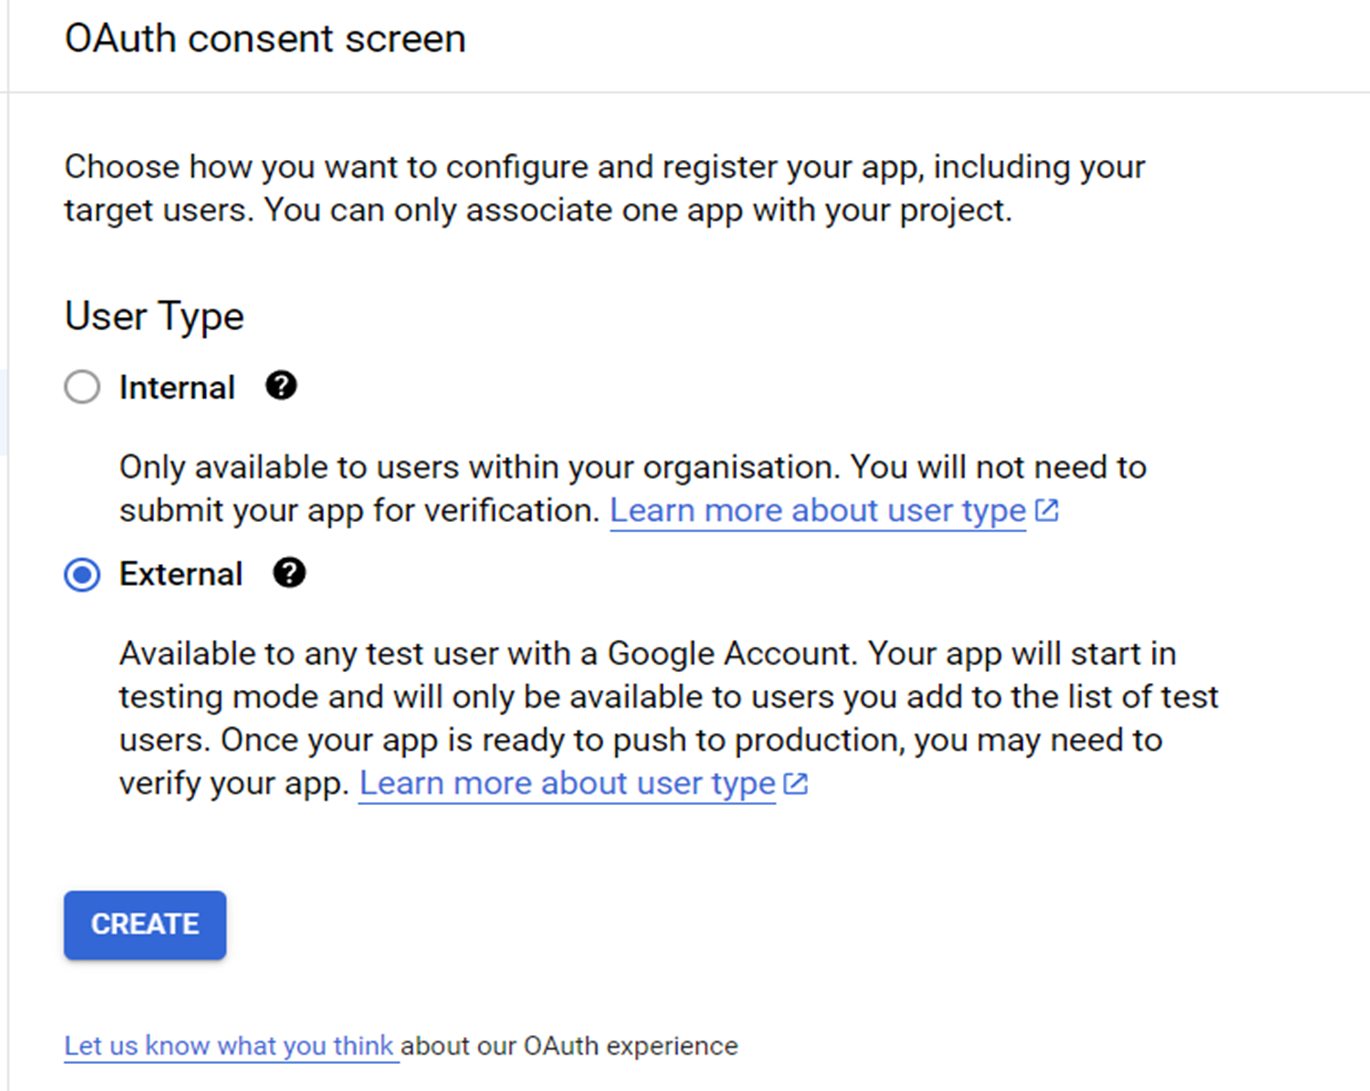 OAuth consent screen
Choose how you want to configure and register your app, including your
target users. You can only associate one app with your project.
User Type
Internal ?
Only available to users within your organisation. You will not need to
submit your app for verification. Learn more about user type
External ?
Available to any test user with a Google Account. Your app will start in
testing mode and will only be available to users you add to the list of test
users. Once your app is ready to push to production, you may need to
verify your app. Learn more about user type
CREATE
Let us know what you think about our OAuth experience